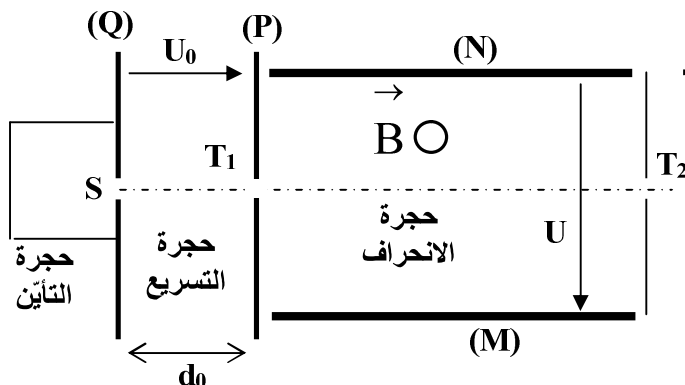 (Q)
(P)
U₀
(N)
→
B
T₁
T₂
S
حجرة
الانحراف
U
حجرة
التسريع
حجرة
التأيّن
(M)
d₀